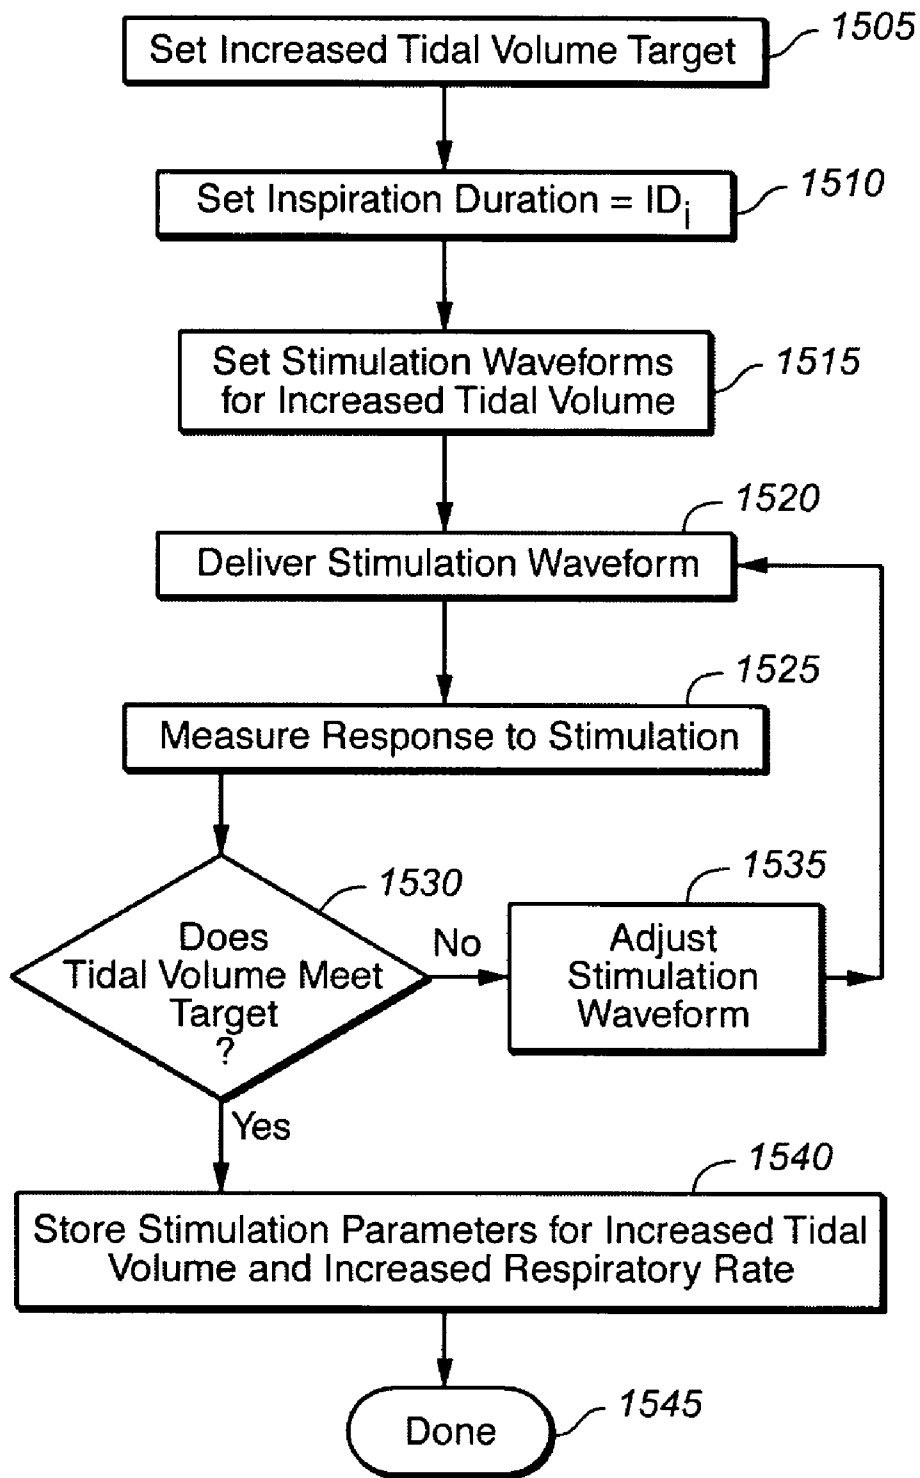 Set Increased Tidal Volume Target
1505
Set Inspiration Duration = IDi
1510
Set Stimulation Waveforms
for Increased Tidal Volume
1515
1520
Deliver Stimulation Waveform
1525
Measure Response to Stimulation
1530
Does
Tidal Volume Meet
Target
?
No
1535
Adjust
Stimulation
Waveform
Yes
1540
Store Stimulation Parameters for Increased Tidal
Volume and Increased Respiratory Rate
Done
1545